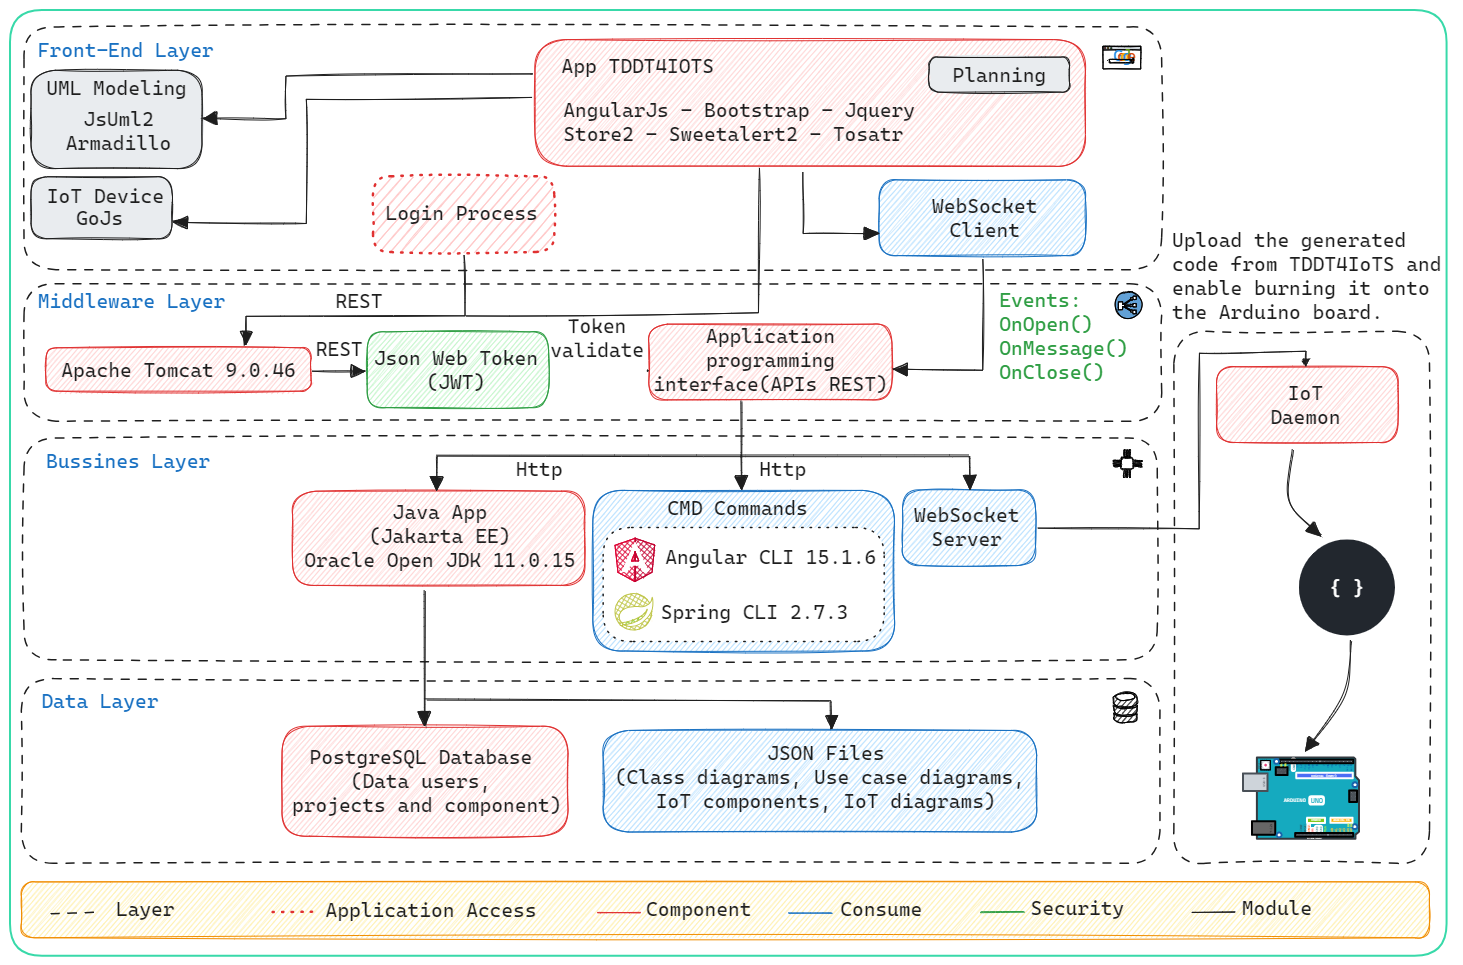 Front-End Layer
UML Modeling
JsUml2
Armadillo
IoT Device
GoJs
App TDDT4IOTS
Planning
AngularJs - Bootstrap - Jquery
Store2 - Sweetalert2 - Tosatr
Login Process
WebSocket
Client
Upload the generated
code from TDDT4IoTS and
enable burning it onto
the Arduino board.
Middleware Layer
REST
Apache Tomcat 9.0.46
REST
Json Web Token
(JWT)
Token
validate
Application
programming
interface(APIs REST)
Events:
OnOpen()
OnMessage()
OnClose()
IoT
Daemon
{ }
ARDUINO
UNO
Bussines Layer
Http
Http
Java App
(Jakarta EE)
Oracle Open JDK 11.0.15
CMD Commands
Angular CLI 15.1.6
Spring CLI 2.7.3
WebSocket
Server
Data Layer
PostgreSQL Database
(Data users,
projects and component)
JSON Files
(Class diagrams, Use case diagrams,
IoT components, IoT diagrams)
Layer
Application Access
Component
Consume
Security
Module